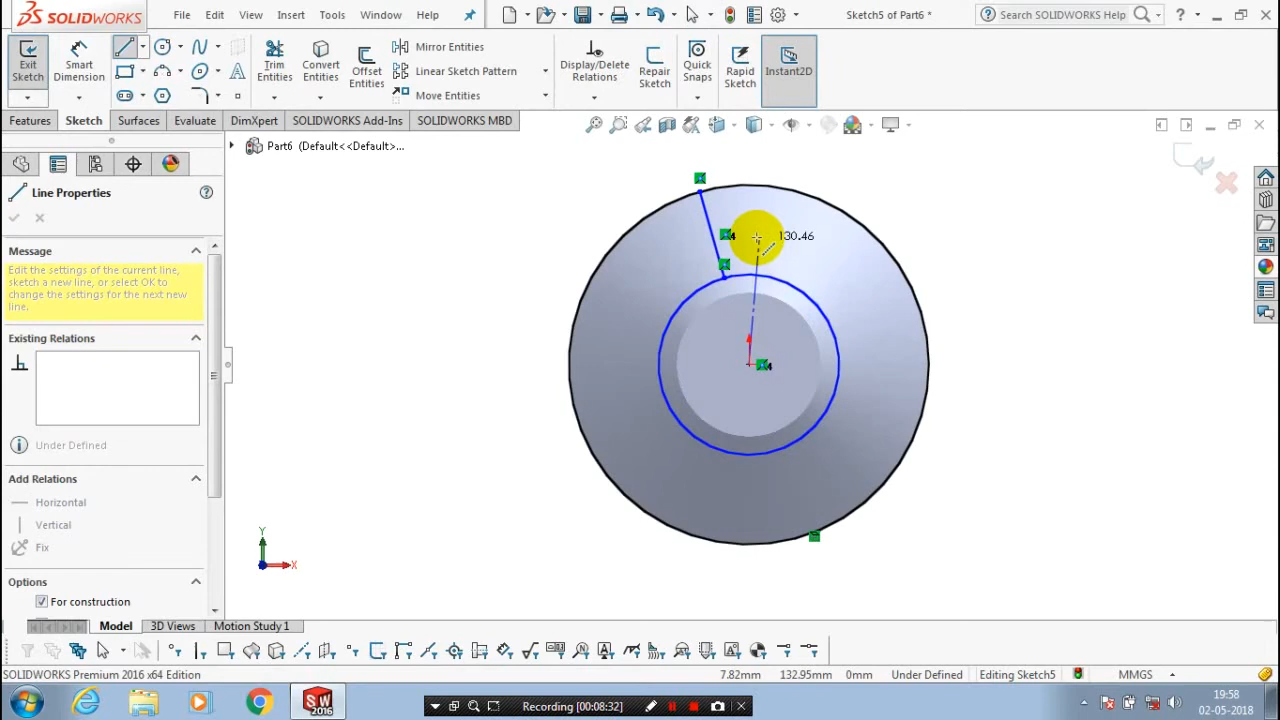 SOLIDWORKS File Edit View Insert Tools Window Help Sketch5 of Part6 * Search SOLIDWORKS Help ?
Exit Sketch Smart Dimension Trim Entities Convert Entities Offset Entities Mirror Entities Linear Sketch Pattern Move Entities Display/Delete Relations Repair Sketch Quick Snaps Rapid Sketch Instant2D
Features Sketch Surfaces Evaluate DimXpert SOLIDWORKS Add-Ins SOLIDWORKS MBD
Part6 (Default<<Default>...
Line Properties
Message
Edit the settings of the current line,
sketch a new line, or select OK to
change the settings for the next new
line.
Existing Relations
Under Defined
Add Relations
Horizontal
Vertical
Fix
Options
For construction
4
130.46
4
Y
X
Model 3D Views Motion Study 1
SOLIDWORKS Premium 2016 x64 Edition 7.82mm 132.95mm 0mm Under Defined Editing Sketch5 MMGS
SW 2016
Recording [00:08:32]
19:58
02-05-2018